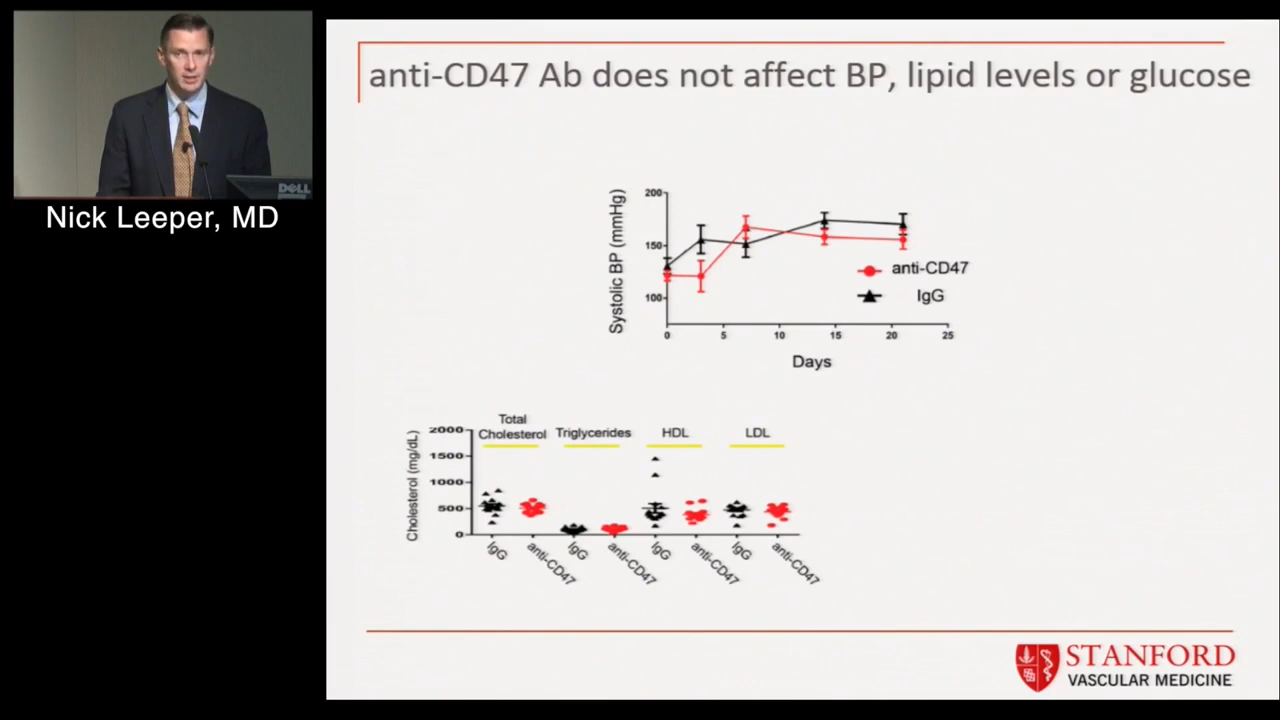 DELL
Nick Leeper, MD
anti-CD47 Ab does not affect BP, lipid levels or glucose
Systolic BP (mmHg)
200
150
100
0 5 10 15 20 25
Days
anti-CD47
IgG
Cholesterol (mg/dL)
2000
1500
1000
500
0
Total
Cholesterol Triglycerides HDL LDL
IgG anti-CD47 IgG anti-CD47 IgG anti-CD47 IgG anti-CD47
STANFORD
VASCULAR MEDICINE